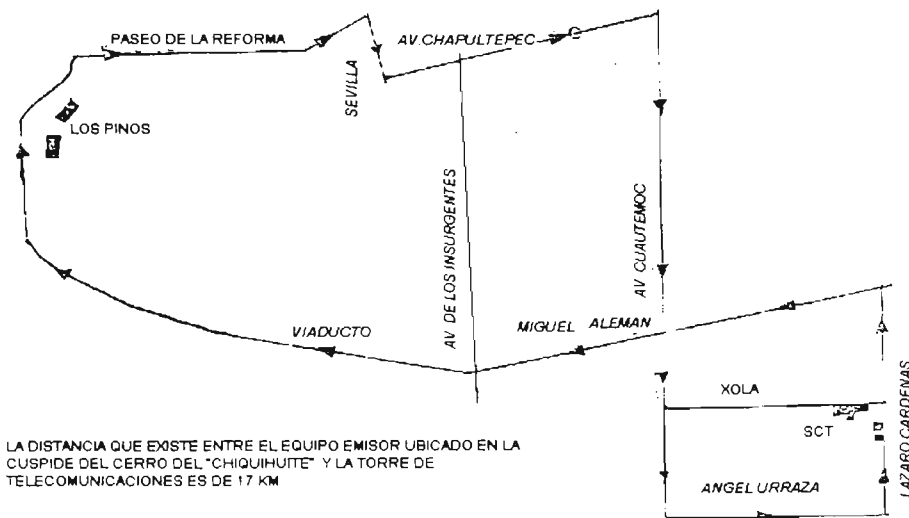 PASEO DE LA REFORMA
AV. CHAPULTEPEC
SEVILLA
LOS PINOS
AV DE LOS INSURGENTES
AV CUAUTEMOC
VIADUCTO
MIGUEL ALEMAN
XOLA
SCT
LAZARO CARDENAS
ANGEL URRAZA
LA DISTANCIA QUE EXISTE ENTRE EL EQUIPO EMISOR UBICADO EN LA
CUSPIDE DEL CERRO DEL "CHIQUIHUITE" Y LA TORRE DE
TELECOMUNICACIONES ES DE 17 KM